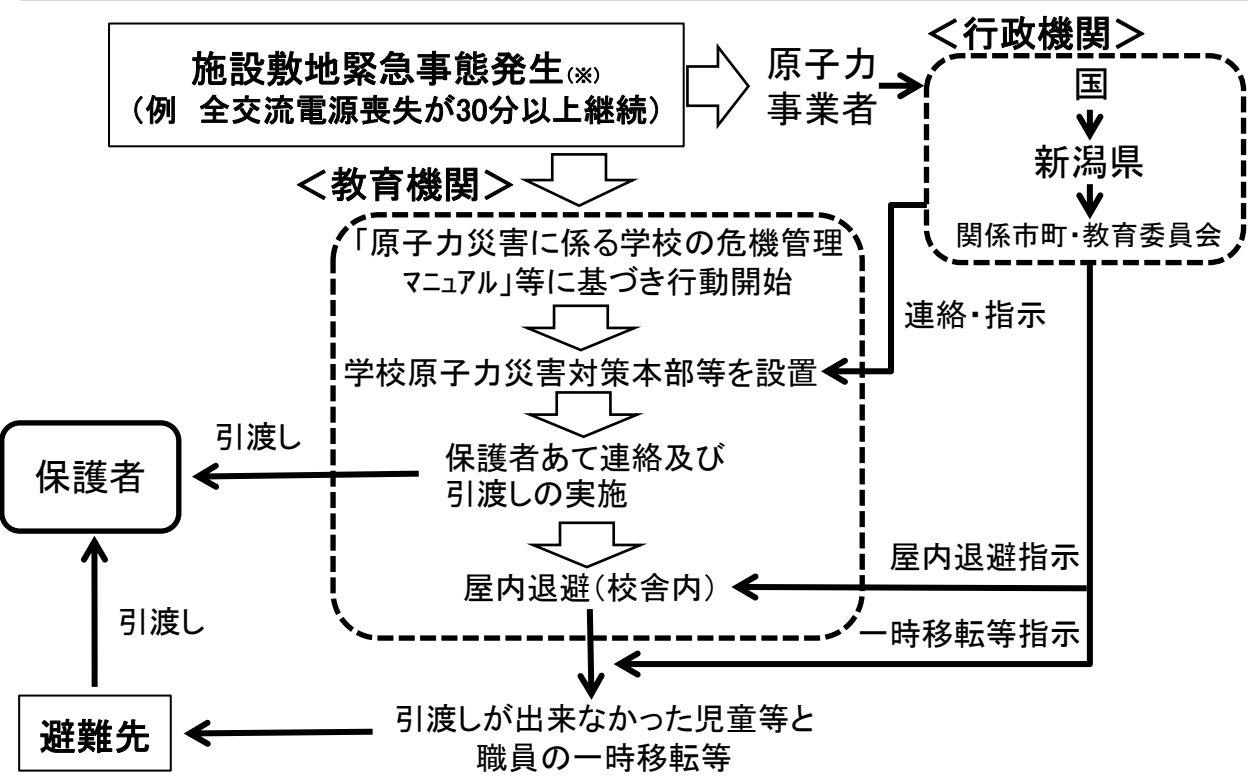 施設敷地緊急事態発生(※)
(例　全交流電源喪失が30分以上継続)
原子力
事業者
＜行政機関＞
国
新潟県
関係市町・教育委員会
＜教育機関＞
「原子力災害に係る学校の危機管理
マニュアル」等に基づき行動開始
連絡・指示
学校原子力災害対策本部等を設置
引渡し
保護者
保護者あて連絡及び
引渡しの実施
屋内退避指示
屋内退避(校舎内)
引渡し
一時移転等指示
避難先
引渡しが出来なかった児童等と
職員の一時移転等